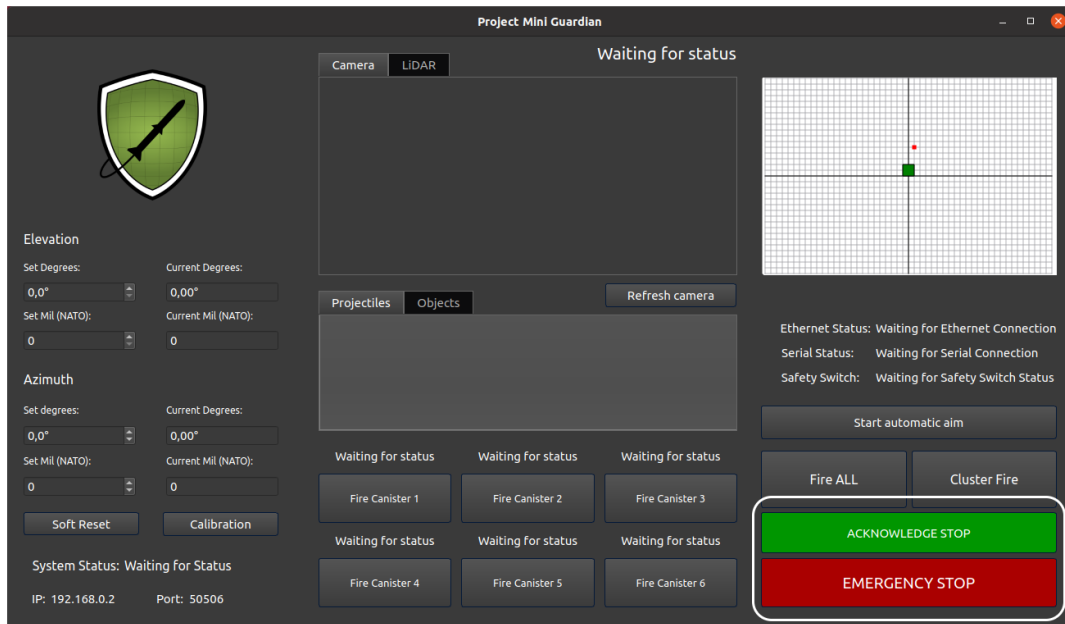 Project Mini Guardian
Elevation
Set Degrees: Current Degrees:
0,0° 0,00°
Set Mil (NATO): Current Mil (NATO):
0 0
Azimuth
Set degrees: Current Degrees:
0,0° 0,00°
Set Mil (NATO): Current Mil (NATO):
0 0
Soft Reset Calibration
System Status: Waiting for Status
IP: 192.168.0.2 Port: 50506
Waiting for status
Camera LiDAR
Refresh camera
Projectiles Objects
Waiting for status Waiting for status Waiting for status
Fire Canister 1 Fire Canister 2 Fire Canister 3
Waiting for status Waiting for status Waiting for status
Fire Canister 4 Fire Canister 5 Fire Canister 6
Ethernet Status: Waiting for Ethernet Connection
Serial Status: Waiting for Serial Connection
Safety Switch: Waiting for Safety Switch Status
Start automatic aim
Fire ALL Cluster Fire
ACKNOWLEDGE STOP
EMERGENCY STOP